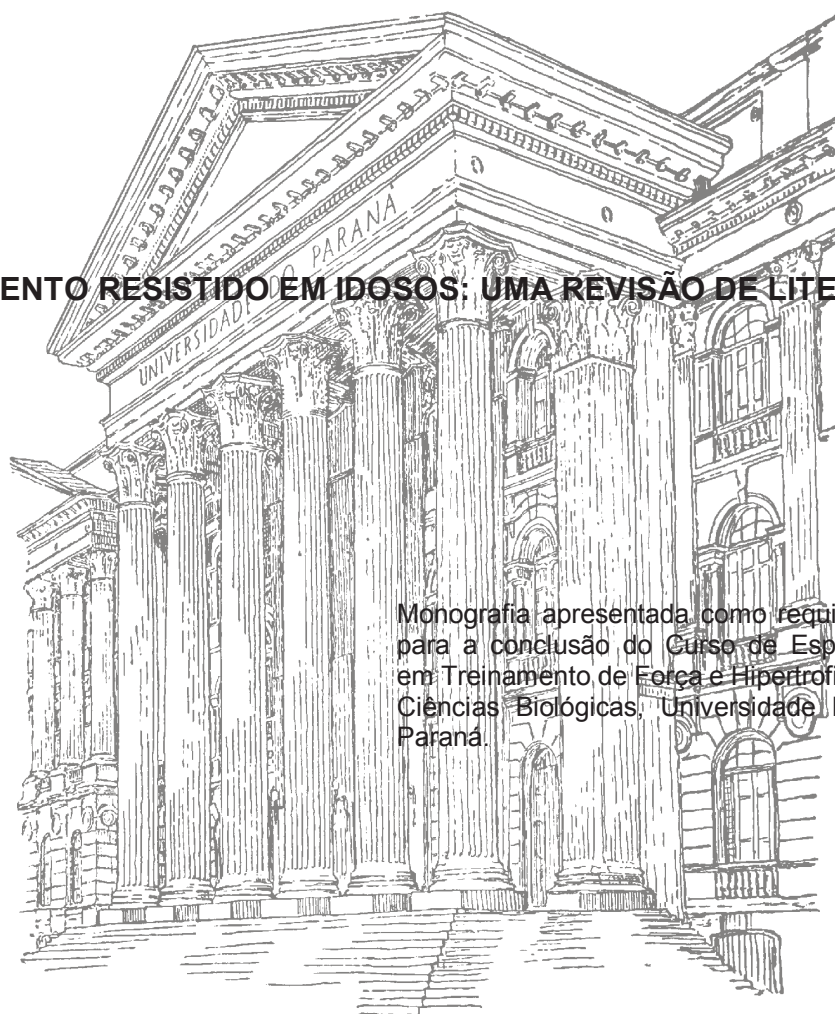 UNIVERSIDADE DO PARANÁ
ENTO RESISTIDO EM IDOSOS: UMA REVISÃO DE LITE
Monografia apresentada como requi
para a conclusão do Curso de Esp
em Treinamento de Força e Hipertrofi
Ciências Biológicas, Universidade
Paraná.